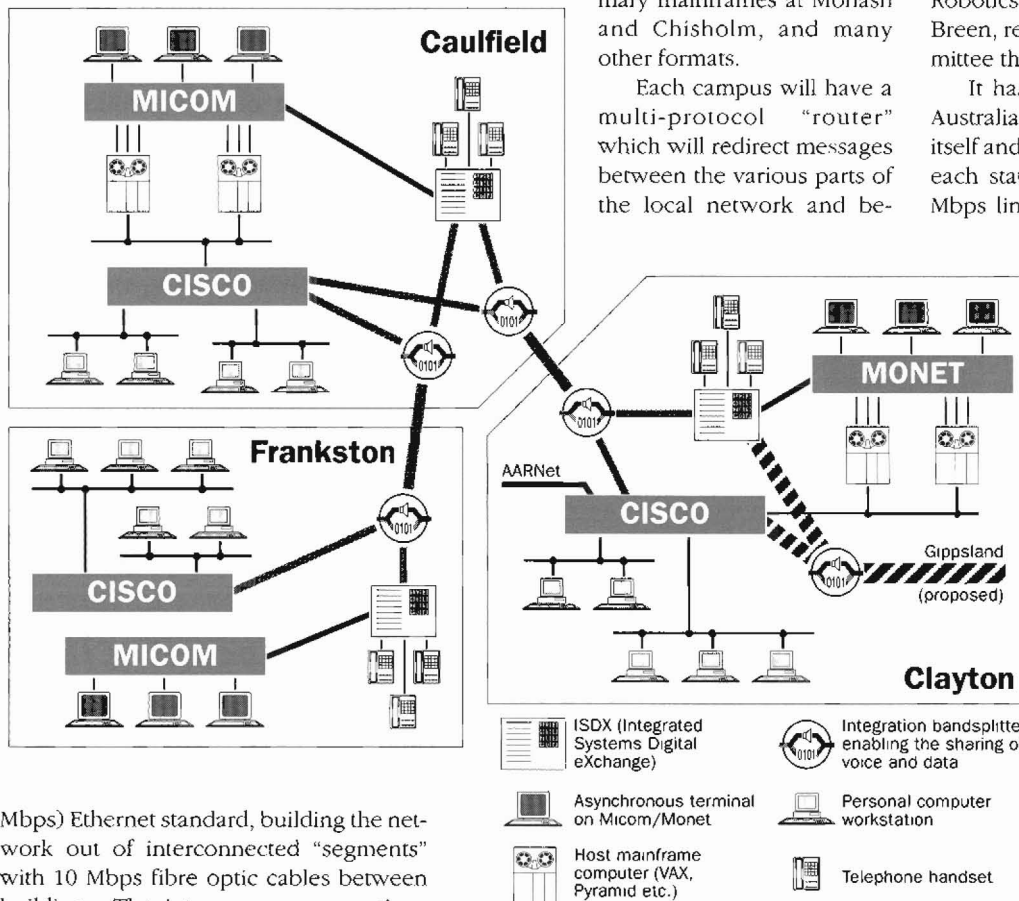 Caulfield
MICOM
CISCO
0101
0101
Frankston
0101
CISCO
MICOM
mary mainframes at Monash
and Chisholm, and many
other formats.
Each campus will have a
multi-protocol "router"
which will redirect messages
between the various parts of
the local network and be-
Robotics
Breen, re
mittee th
Australia
itself and
each sta
Mbps lin
MONET
0101
AARNet
CISCO
0101
Gippsland
(proposed)
Clayton
ISDX (Integrated
Systems Digital
eXchange)
Integration bandsplitte
enabling the sharing o
voice and data
Asynchronous terminal
on Micom/Monet
Personal computer
workstation
Host mainframe
computer (VAX,
Pyramid etc.)
Telephone handset
Mbps) Ethernet standard, building the net-
work out of interconnected "segments"
with 10 Mbps fibre optic cables between